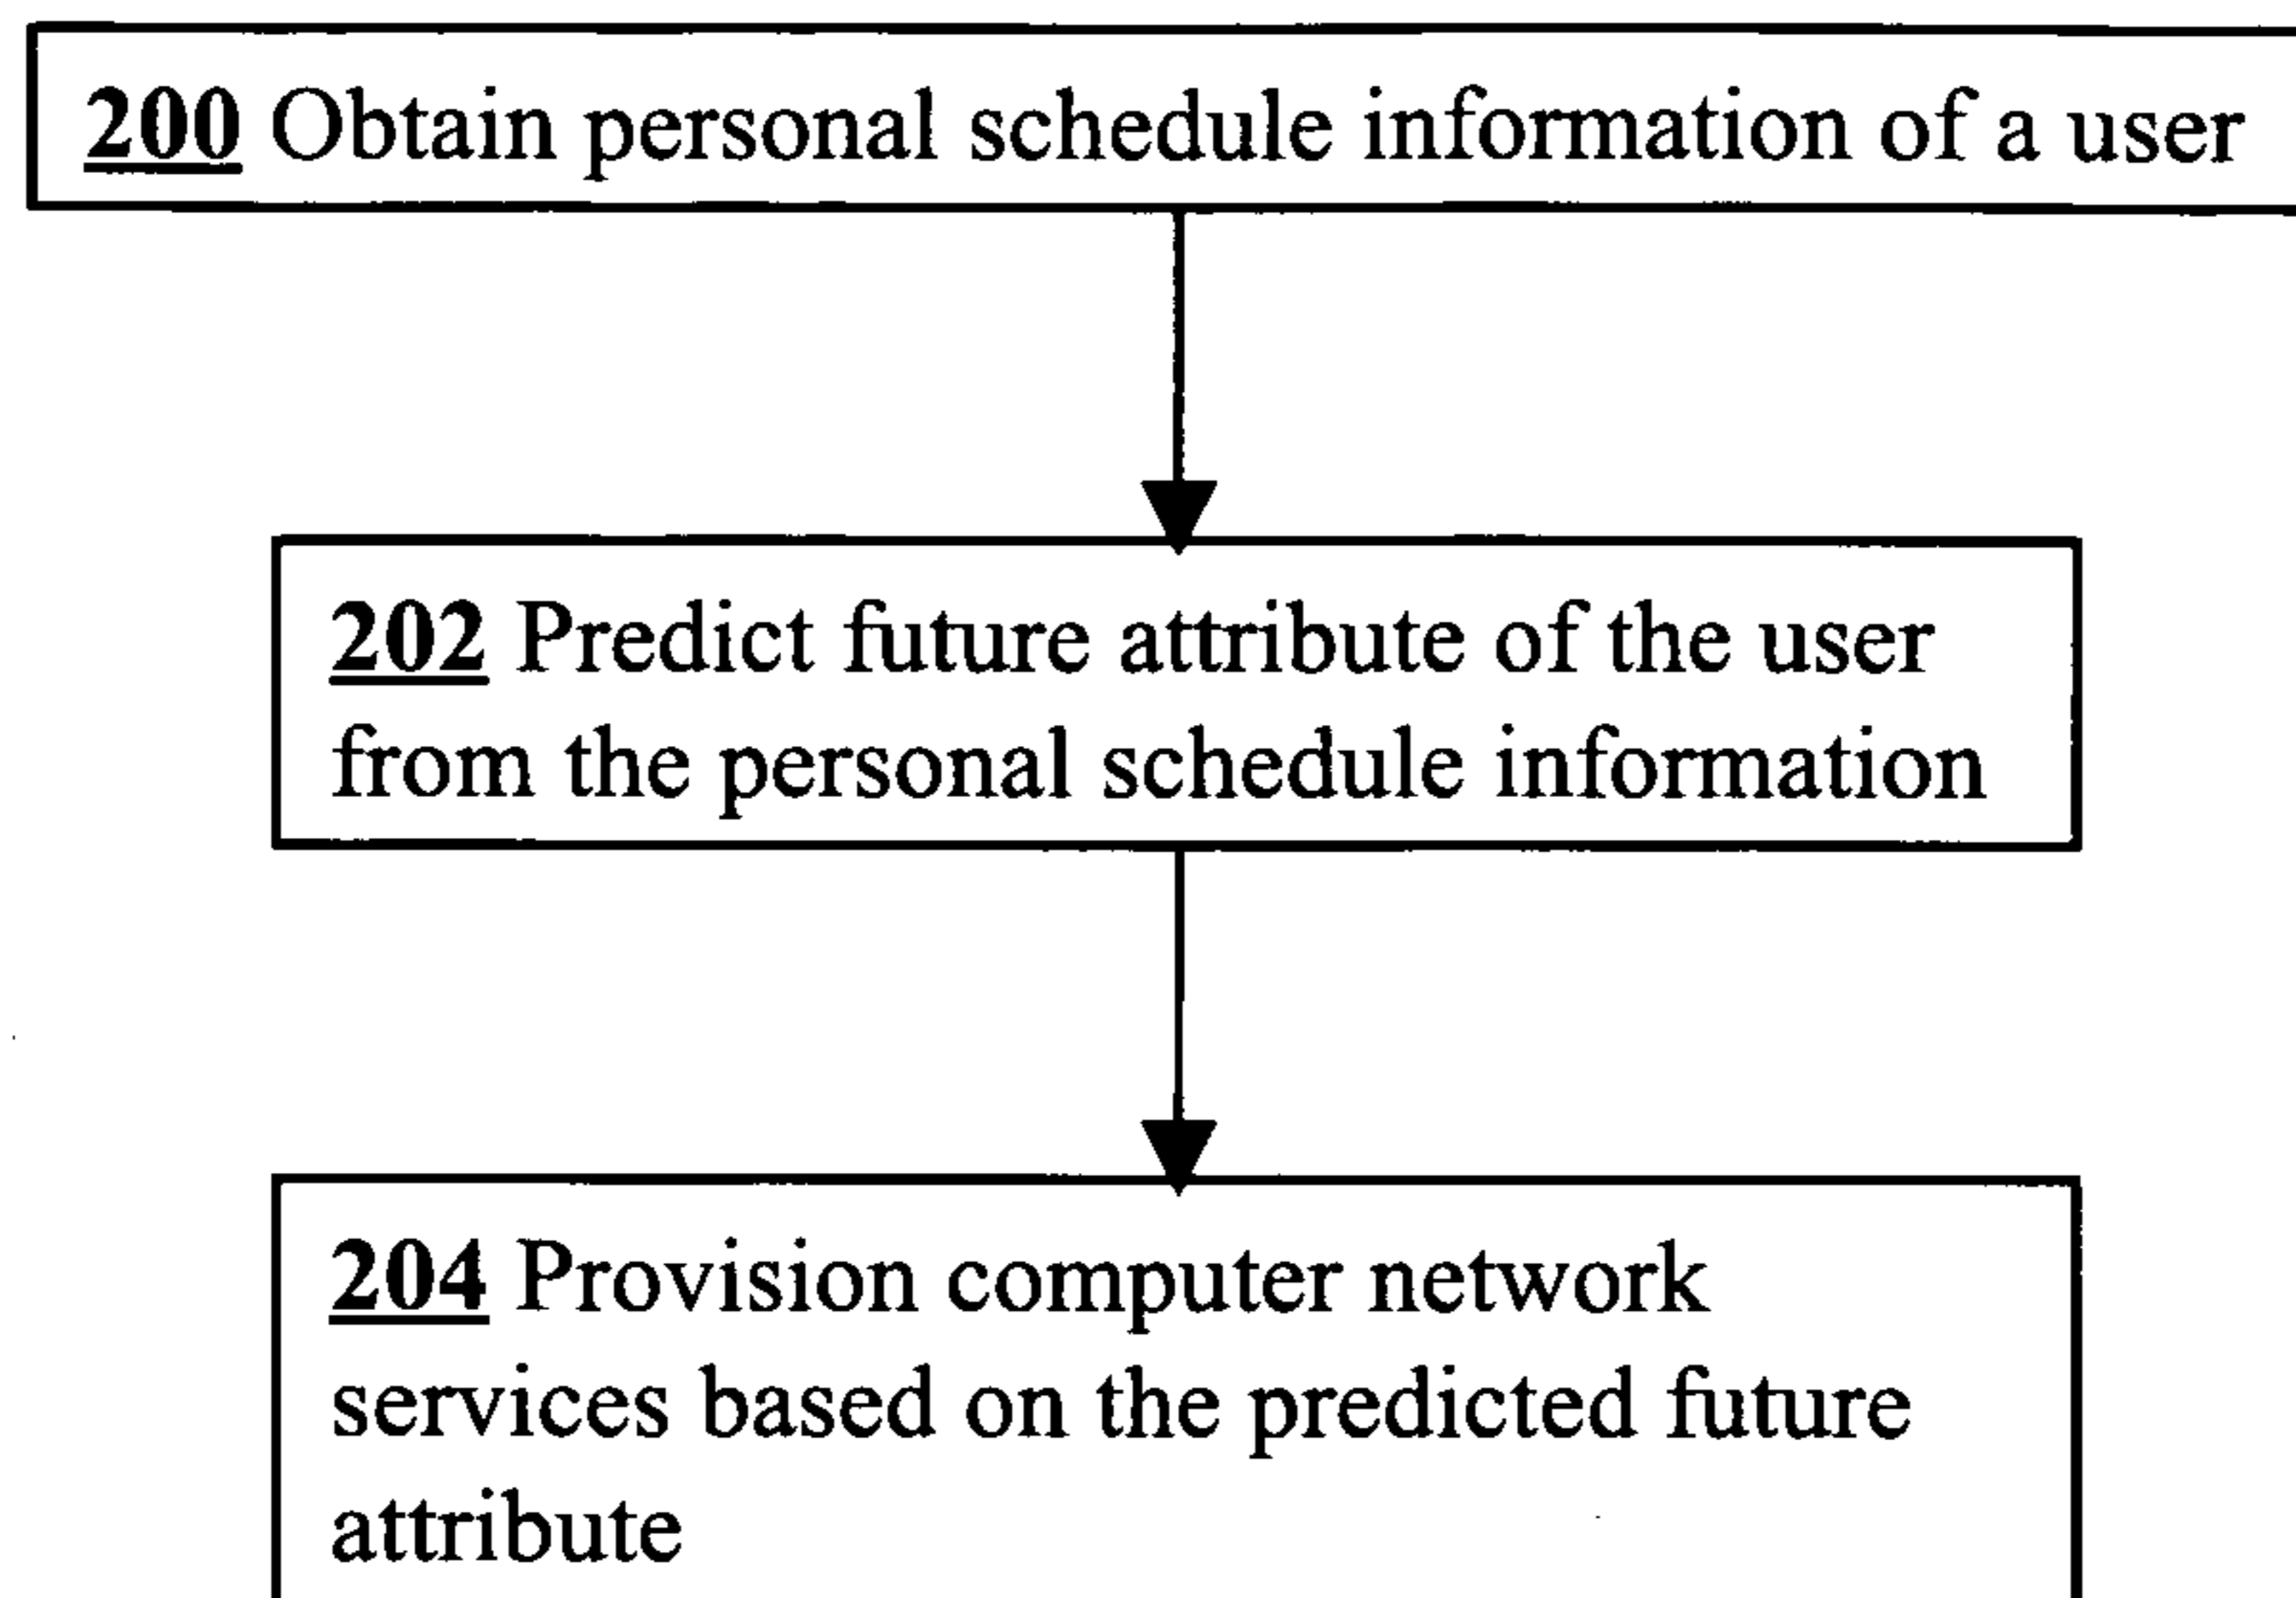 200 Obtain personal schedule information of a user
202 Predict future attribute of the user
from the personal schedule information
204 Provision computer network
services based on the predicted future
attribute